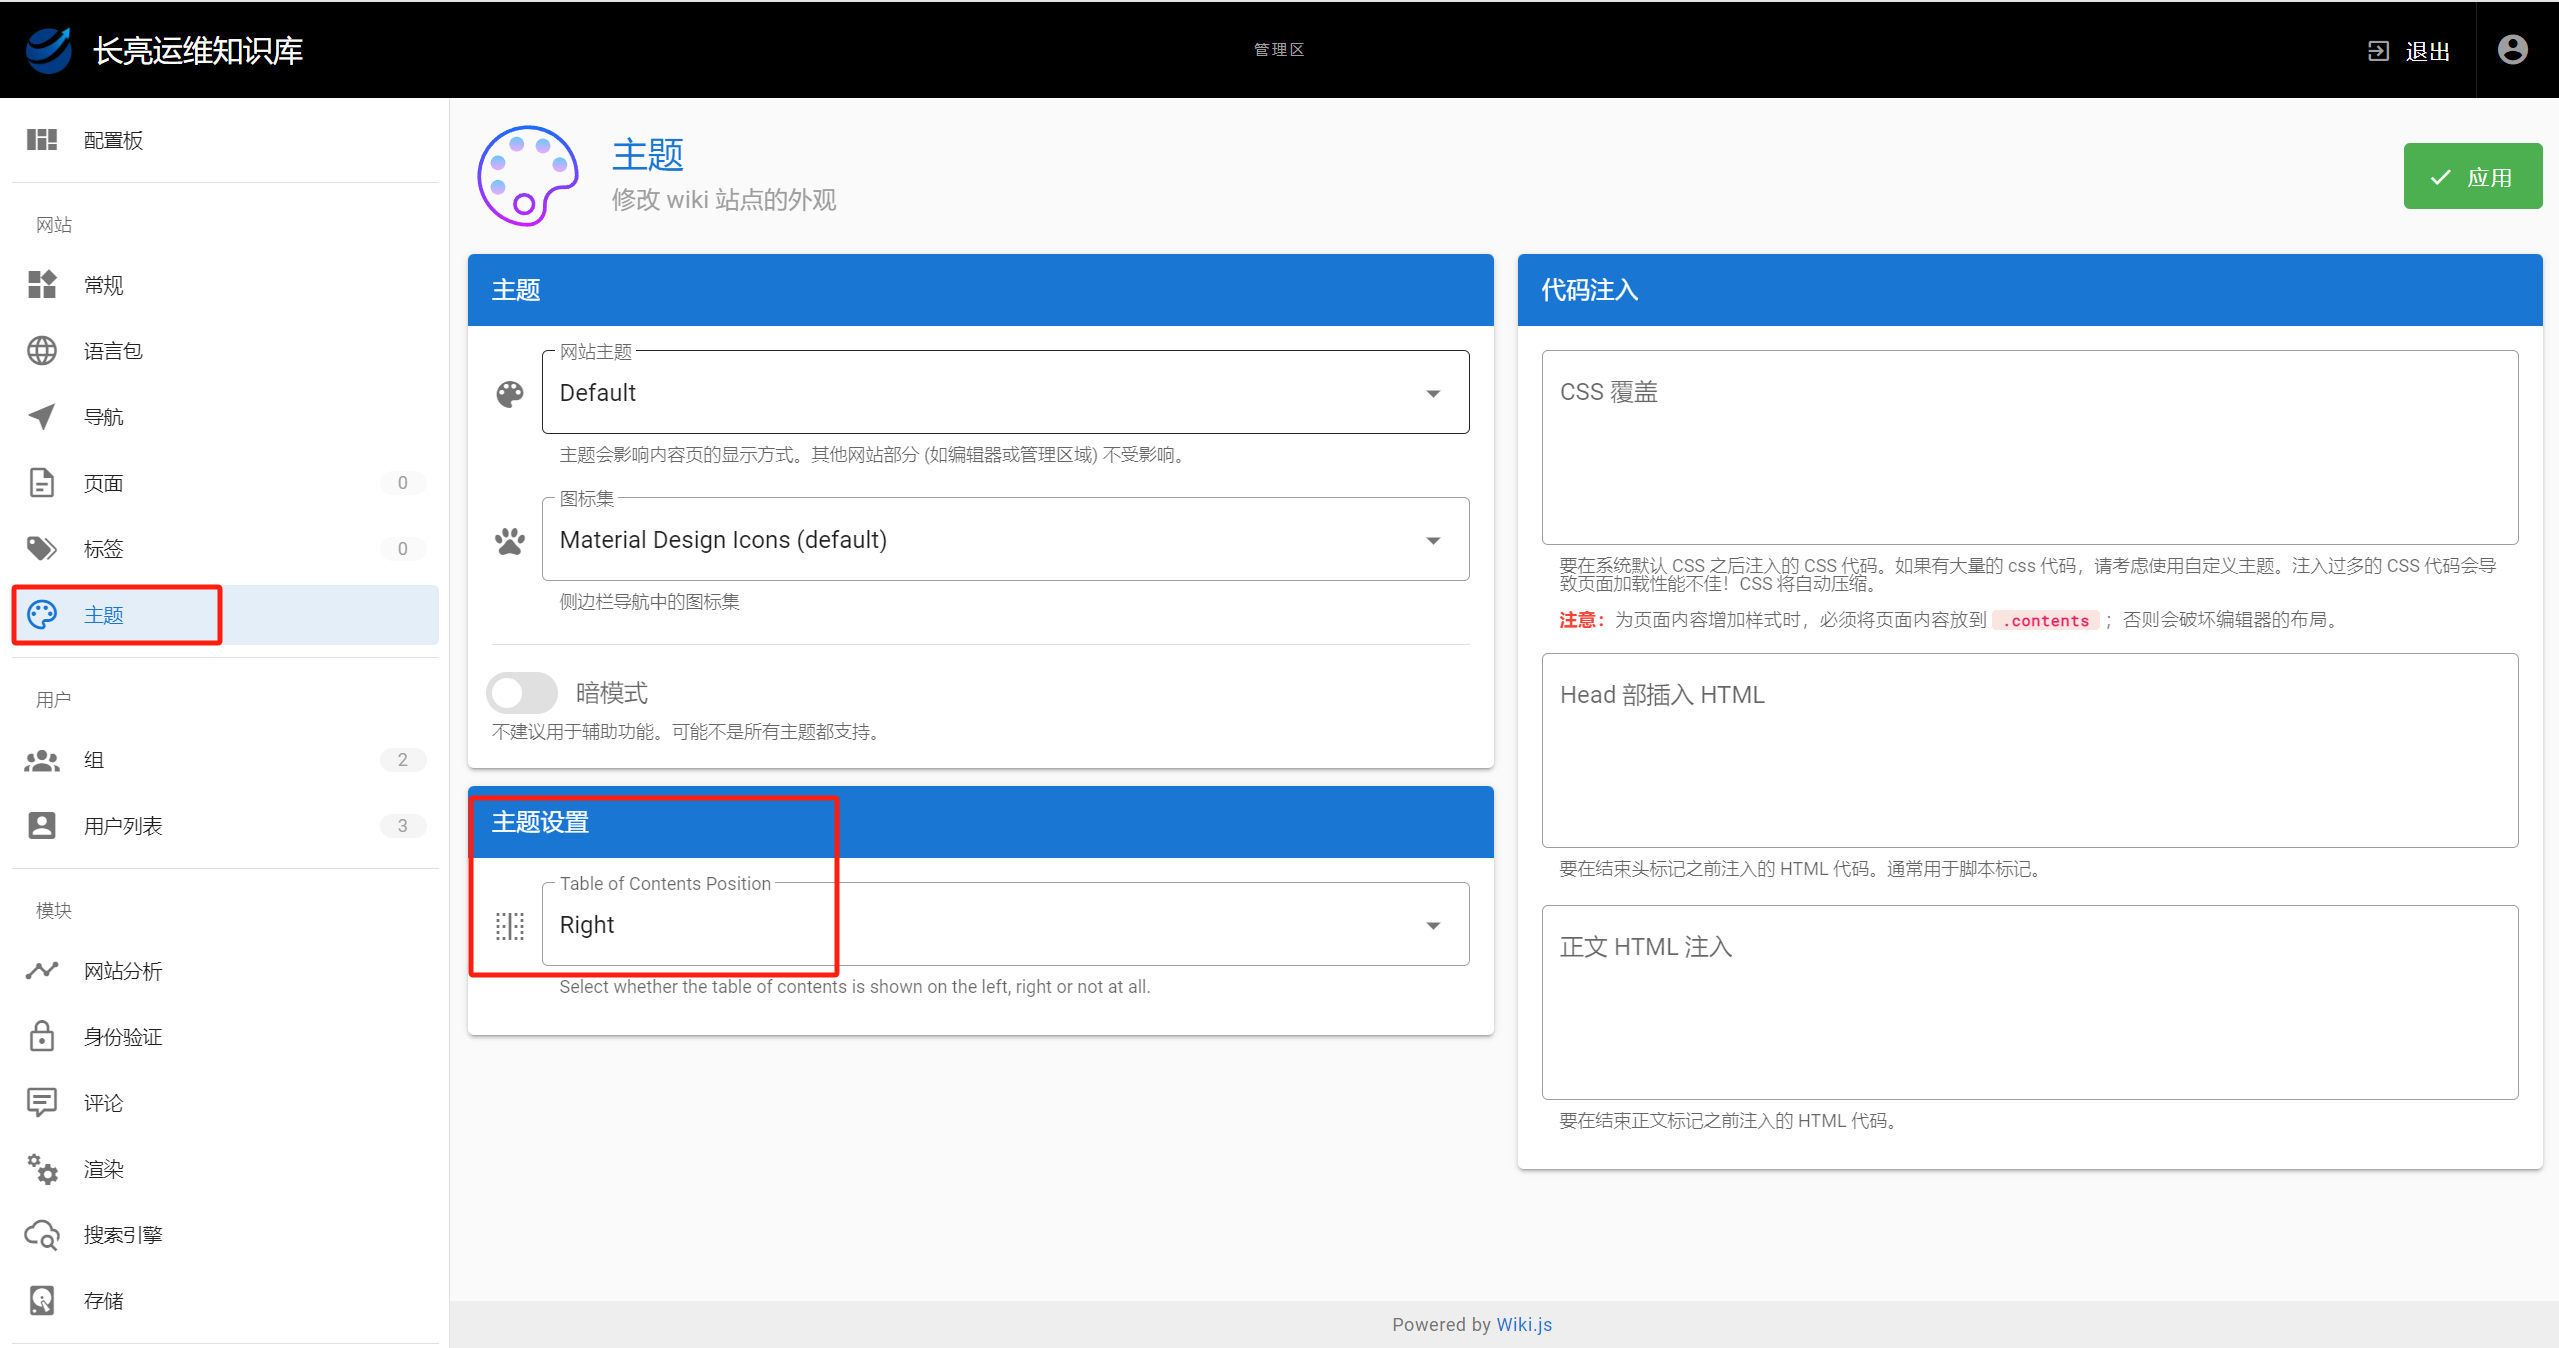 长亮运维知识库
管理区
退出
配置板
网站
常规
语言包
导航
页面
0
标签
0
主题
用户
组
2
用户列表
3
模块
网站分析
身份验证
评论
渲染
搜索引擎
存储
主题
修改 wiki 站点的外观
应用
主题
网站主题
Default
主题会影响内容页的显示方式。其他网站部分 (如编辑器或管理区域) 不受影响。
图标集
Material Design Icons (default)
侧边栏导航中的图标集
暗模式
不建议用于辅助功能。可能不是所有主题都支持。
主题设置
Table of Contents Position
Right
Select whether the table of contents is shown on the left, right or not at all.
代码注入
CSS 覆盖
要在系统默认 CSS 之后注入的 CSS 代码。如果有大量的 css 代码，请考虑使用自定义主题。注入过多的 CSS 代码会导
致页面加载性能不佳！CSS 将自动压缩。
注意：为页面内容增加样式时，必须将页面内容放到 .contents ；否则会破坏编辑器的布局。
Head 部插入 HTML
要在结束头标记之前注入的 HTML 代码。通常用于脚本标记。
正文 HTML 注入
要在结束正文标记之前注入的 HTML 代码。
Powered by Wiki.js